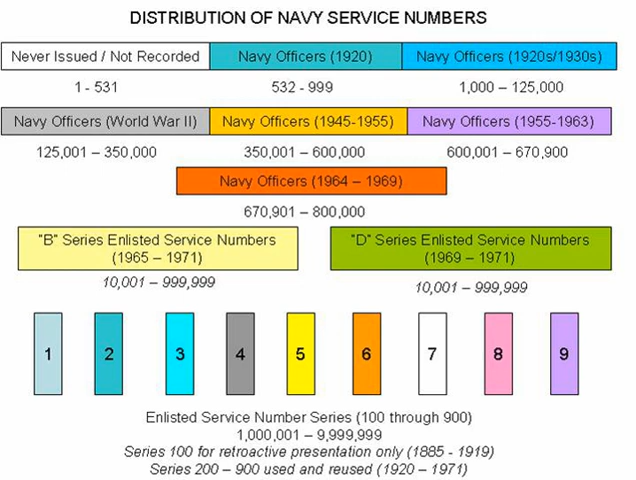 DISTRIBUTION OF NAVY SERVICE NUMBERS
Never Issued / Not Recorded
Navy Officers (1920)
Navy Officers (1920s/1930s)
1 - 531
532 - 999
1,000 – 125,000
Navy Officers (World War II)
Navy Officers (1945-1955)
Navy Officers (1955-1963)
125,001 – 350,000
350,001 – 600,000
600,001 – 670,900
Navy Officers (1964 – 1969)
670,901 – 800,000
"B" Series Enlisted Service Numbers
(1965 – 1971)
10,001 – 999,999
"D" Series Enlisted Service Numbers
(1969 – 1971)
10,001 – 999,999
1 2 3 4 5 6 7 8 9
Enlisted Service Number Series (100 through 900)
1,000,001 – 9,999,999
Series 100 for retroactive presentation only (1885 - 1919)
Series 200 – 900 used and reused (1920 – 1971)